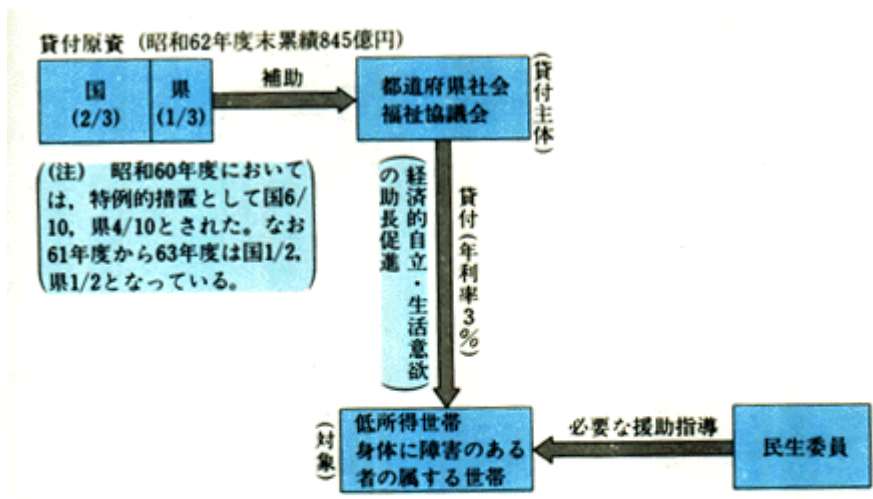 貸付原資 (昭和62年度末累績845億円)
国
(2/3)
県
(1/3)
補助
都道府県社会
福祉協議会
(貸付主体)
(注) 昭和60年度において
は，特例的措置として国6/
10，県4/10とされた。なお
61年度から63年度は国1/2，
県1/2となっている。
(経済的自立・生活意欲
の助長促進)
貸付(年利率3%)
(対象)
低所得世帯
身体に障害のある
者の属する世帯
必要な援助指導
民生委員